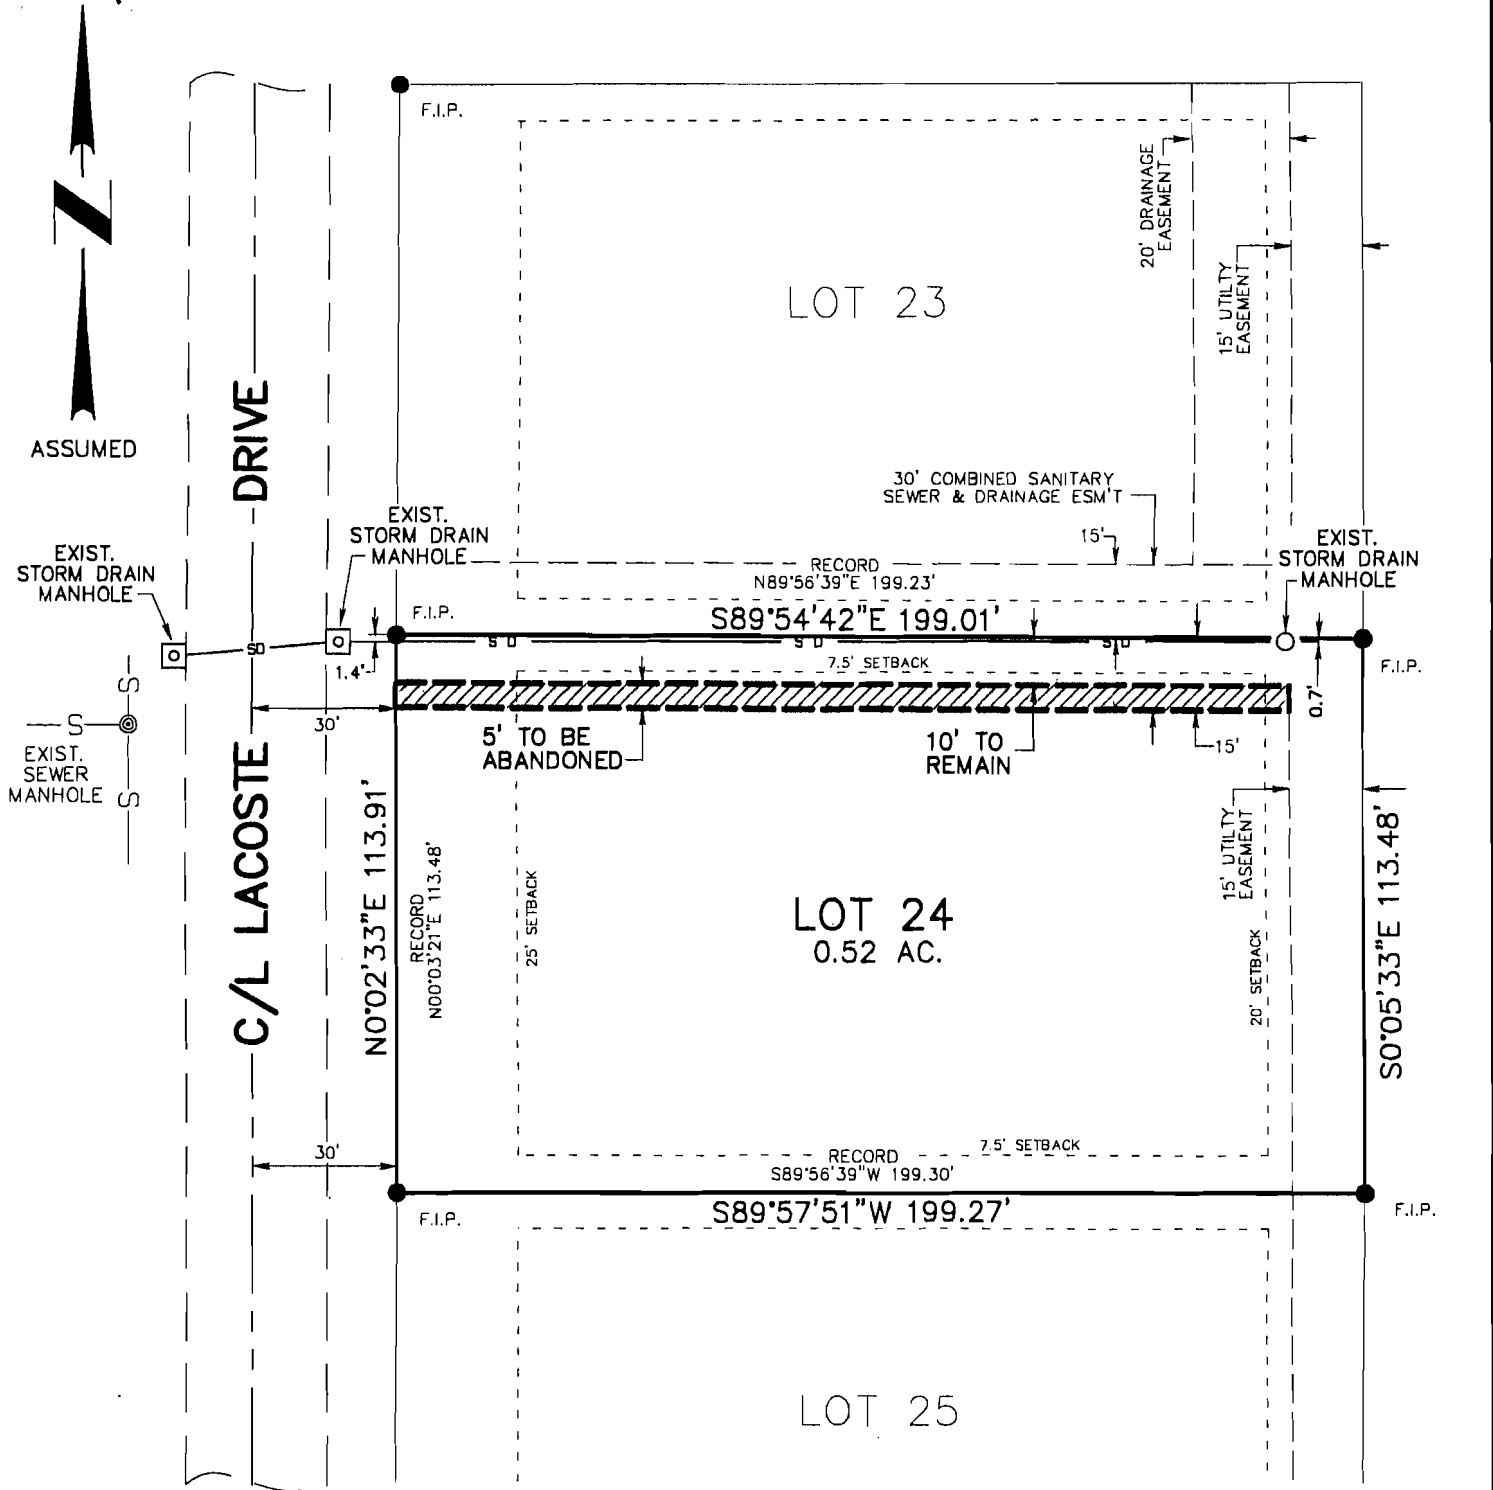 N
ASSUMED
C/L LACOSTE DRIVE
F.I.P.
LOT 23
20' DRAINAGE
EASEMENT
15' UTILITY
EASEMENT
30' COMBINED SANITARY
SEWER & DRAINAGE ESM'T
15'
EXIST.
STORM DRAIN
MANHOLE
EXIST.
STORM DRAIN
MANHOLE
EXIST.
STORM DRAIN
MANHOLE
RECORD
N89°56'39"E 199.23'
S89°54'42"E 199.01'
F.I.P.
SD
SD
SD
SD
1.4'
7.5' SETBACK
F.I.P.
0.7'
S
S
S
EXIST.
SEWER
MANHOLE
30'
5' TO BE
ABANDONED
10' TO
REMAIN
15'
15' UTILITY
EASEMENT
N0°02'33"E 113.91'
RECORD
N00°03'21"E 113.48'
25' SETBACK
LOT 24
0.52 AC.
20' SETBACK
S0°05'33"E 113.48'
30'
7.5' SETBACK
RECORD
S89°56'39"W 199.30'
S89°57'51"W 199.27'
F.I.P.
F.I.P.
LOT 25